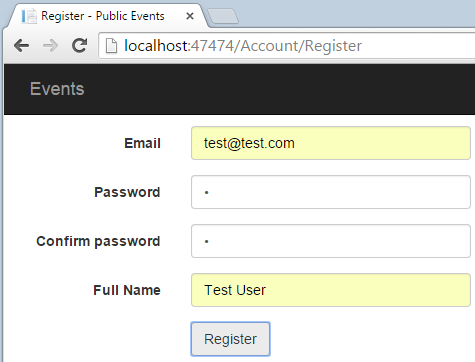 Register - Public Events
localhost:47474/Account/Register
Events
Email test@test.com
Password •
Confirm password •
Full Name Test User
Register